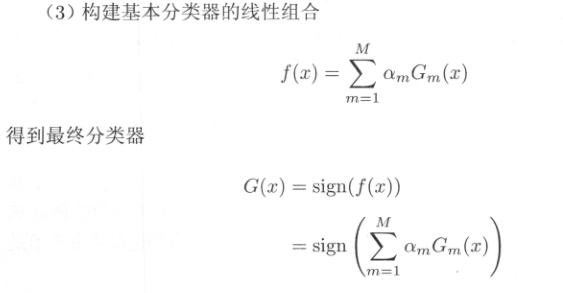 （3）构建基本分类器的线性组合
f(x) = \sum_{m=1}^{M} \alpha_m G_m(x)
得到最终分类器
G(x) = sign(f(x))
= sign\left(\sum_{m=1}^{M} \alpha_m G_m(x)\right)